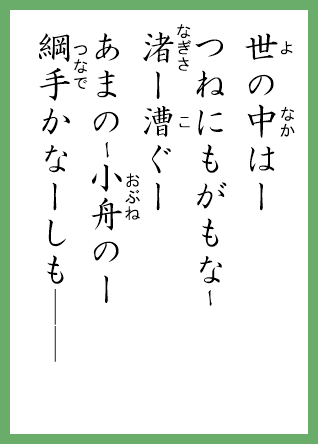 世の中はー
つねにもがもな~
渚ー漕ぐー
あまの~小舟のー
綱手かなーしも――
よ
なか
なぎさ
こ
おぶね
つなで